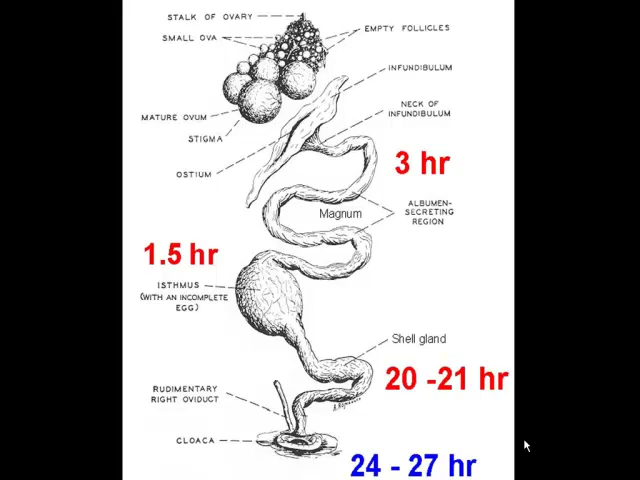 STALK OF OVARY
SMALL OVA
EMPTY FOLLICLES
INFUNDIBULUM
NECK OF
INFUNDIBULUM
MATURE OVUM
STIGMA
OSTIUM
3 hr
Magnum
ALBUMEN-
SECRETING
REGION
1.5 hr
ISTHMUS
(WITH AN INCOMPLETE
EGG)
Shell gland
20 -21 hr
RUDIMENTARY
RIGHT OVIDUCT
CLOACA
24 - 27 hr